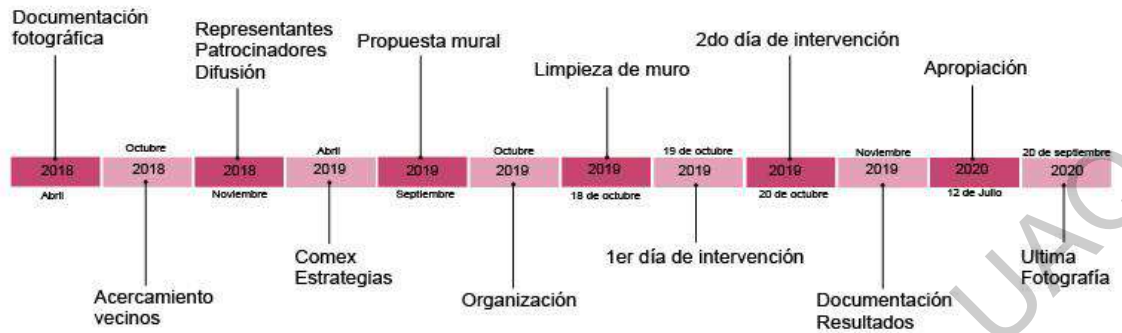 Documentación
fotográfica
Representantes
Patrocinadores
Difusión
Propuesta mural
Limpieza de muro
2do día de intervención
Apropiación
Octubre
Abril
Octubre
19 de octubre
Noviembre
20 de septiembre
2018
2018
2018
2019
2019
2019
2019
2019
2019
2019
2020
2020
Abril
Noviembre
Septiembre
18 de octubre
20 de octubre
12 de Julio
Acercamiento
vecinos
Comex
Estrategias
Organización
1er día de intervención
Documentación
Resultados
Ultima
Fotografía